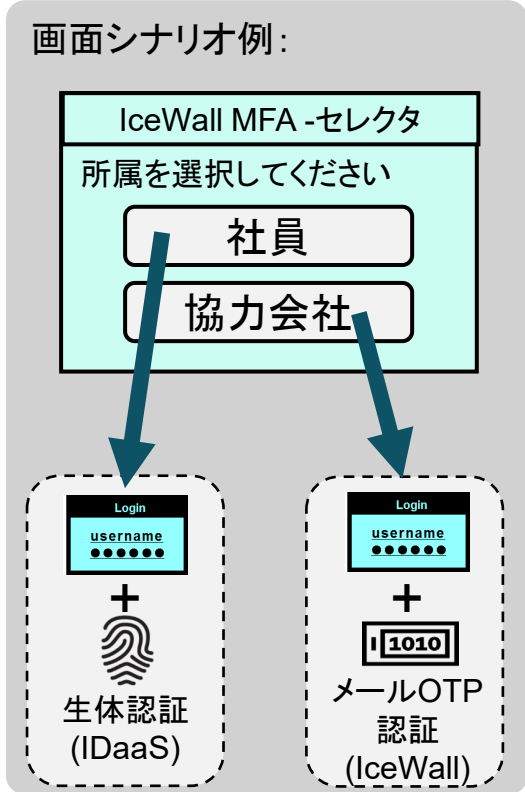 画面シナリオ例:
IceWall MFA -セレクタ
所属を選択してください
社員
協力会社
Login
username
●●●●●●
+
生体認証
(IDaaS)
Login
username
●●●●●●
+
1010
メールOTP
認証
(IceWall)